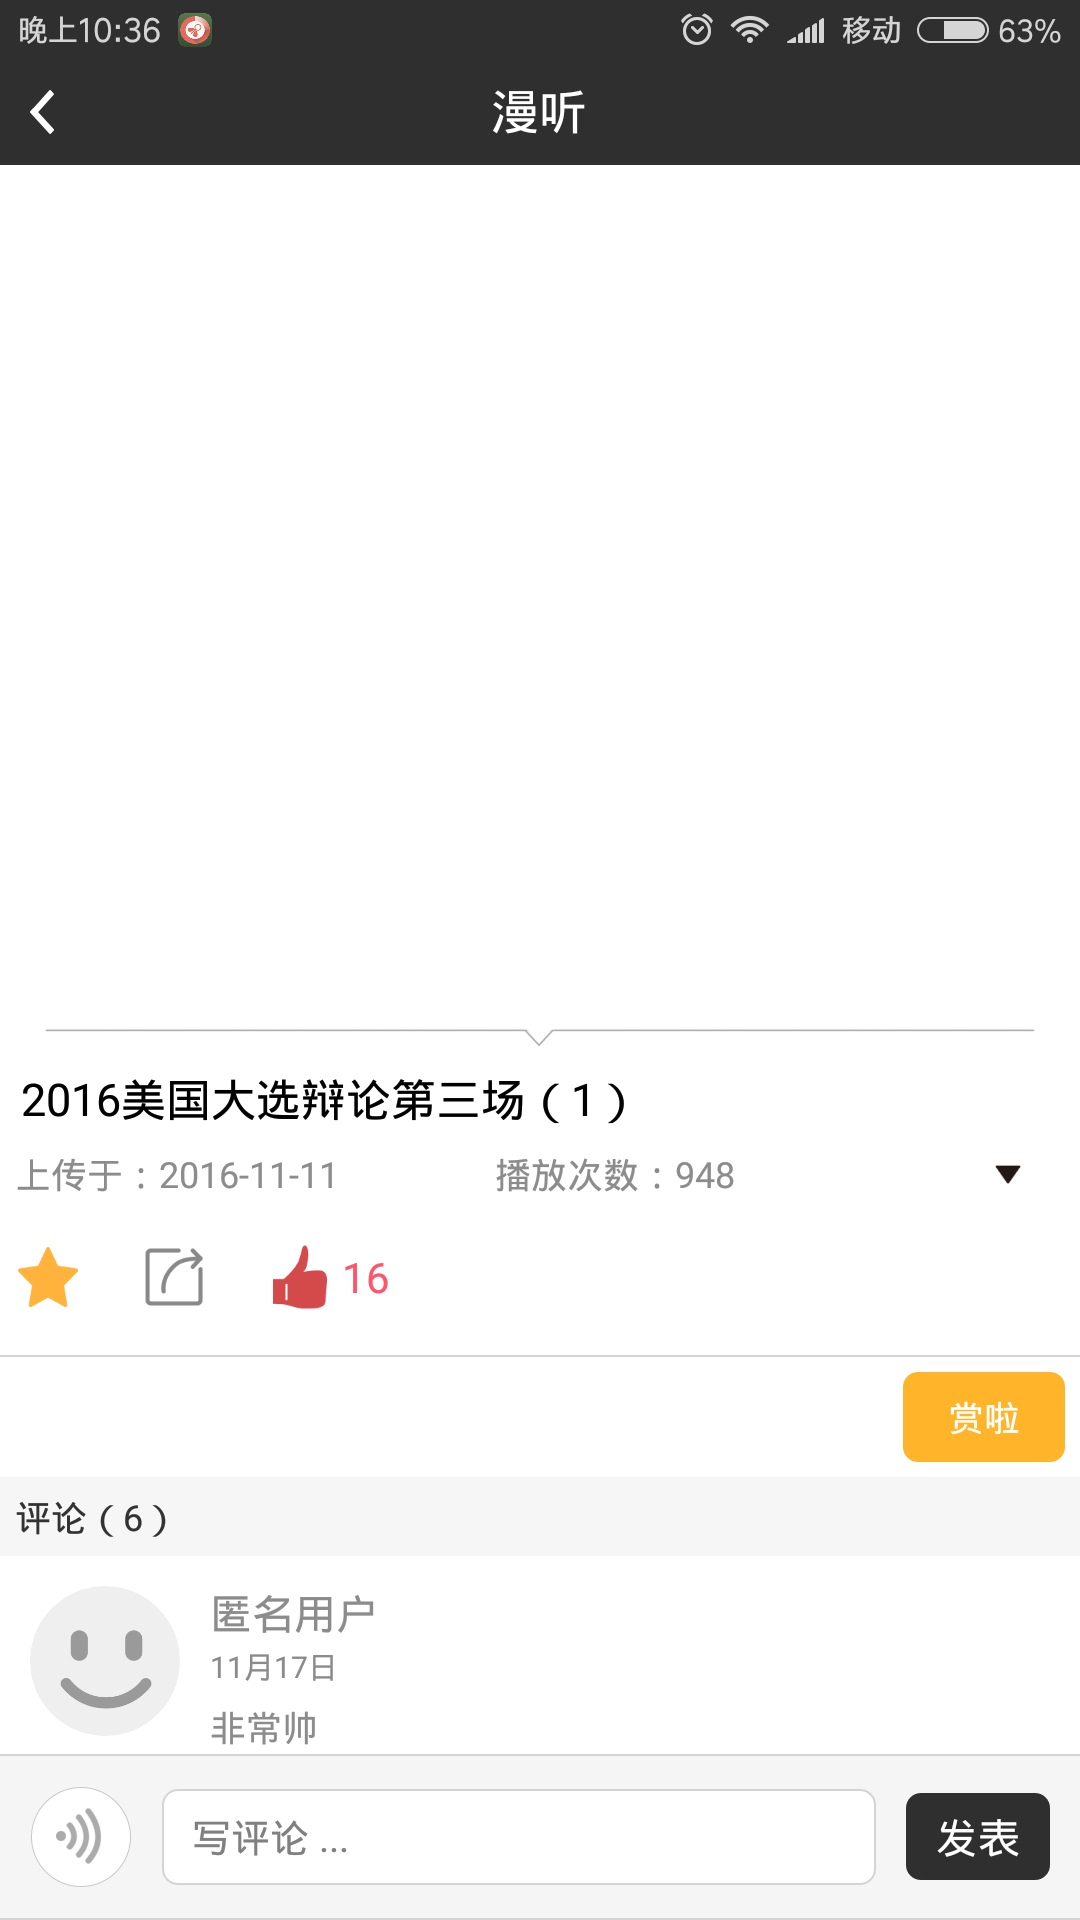 晚上10:36 移动 63%
漫听
2016美国大选辩论第三场（1）
上传于：2016-11-11 播放次数：948
16
赏啦
评论（6）
匿名用户
11月17日
非常帅
写评论 ... 发表